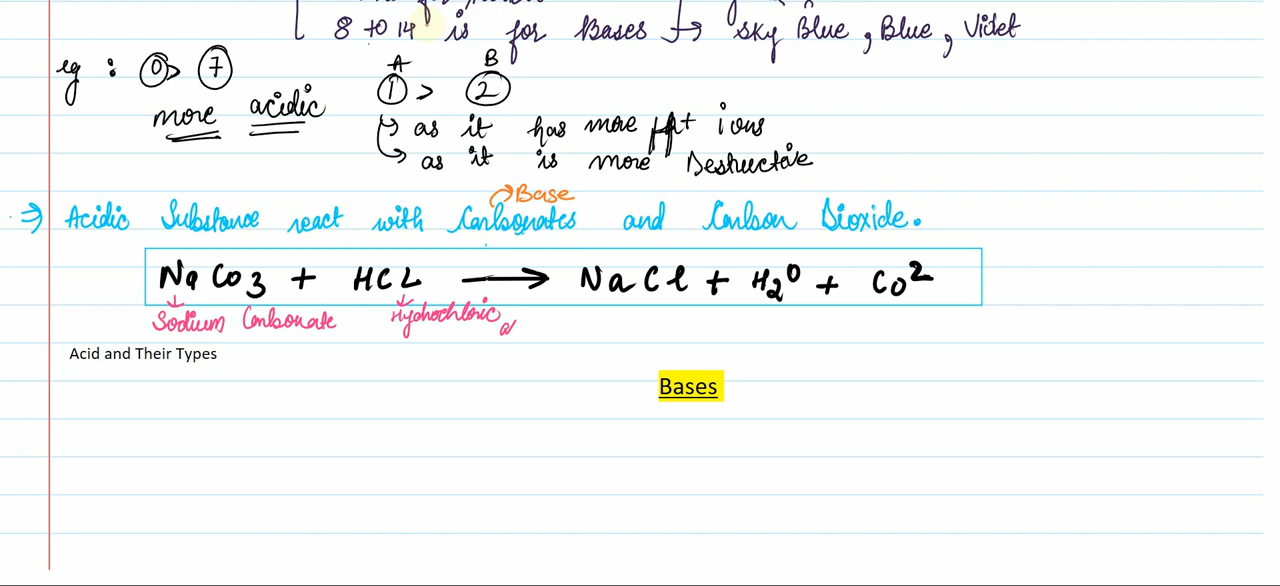 8 to 14 is for Bases → Sky Blue, Blue, Vilet
eg : 0 > 7
A B
1 > 2
more acidic
as it has more H+ ions
as it is more Destructive
Base
⇒ Acidic Substance react with Carbonates and Carbon Dioxide.
NaCo3 + HCL → NaCl + H2O + Co2
Sodium Carbonate Hydrochloric
Acid and Their Types
Bases